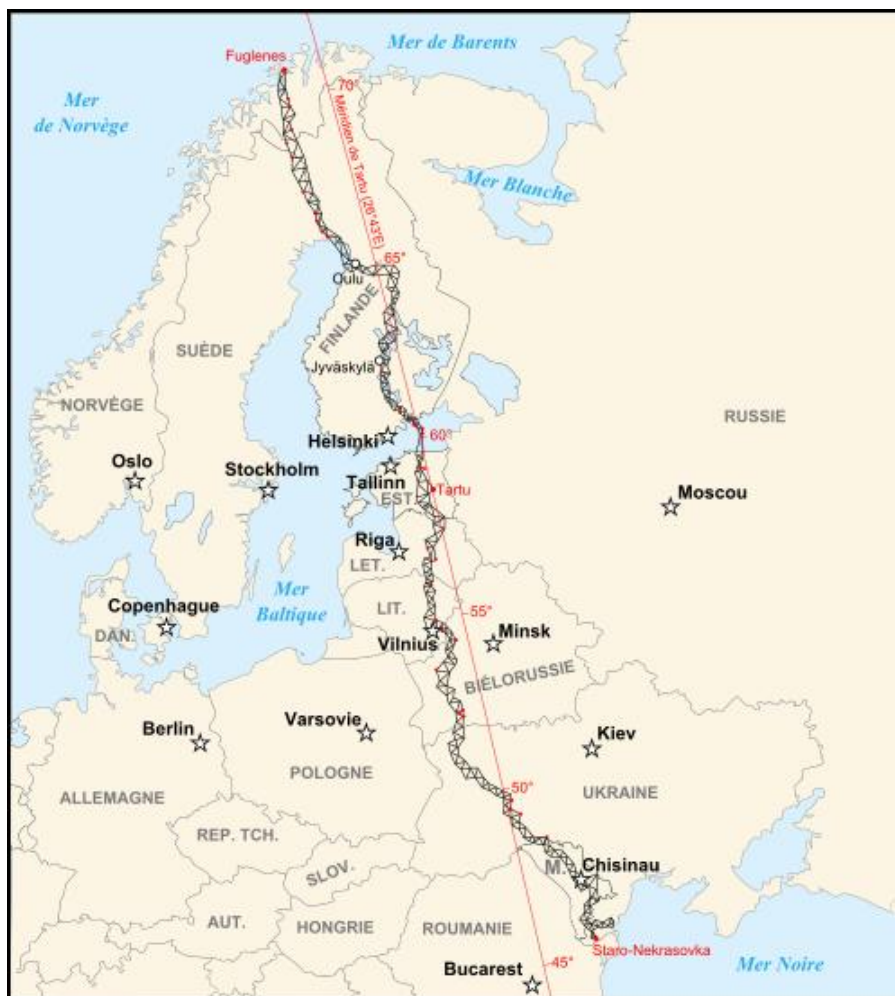 Mer de Barents
Fuglenes
70°
Mer
de Norvège
Méridien de Tartu (26°43'E)
Mer Blanche
65°
Oulu
FINLANDE
SUÈDE
Jyväskylä
NORVÈGE
RUSSIE
60°
Helsinki
Oslo
Stockholm
Tallinn
Tartu
Moscou
EST.
Riga
LET.
Mer
Baltique
LIT.
55°
Copenhague
DAN.
Vilnius
Minsk
BIÉLORUSSIE
Berlin
Varsovie
Kiev
POLOGNE
50°
UKRAINE
ALLEMAGNE
REP. TCH.
SLOV.
M.
Chisinau
AUT.
HONGRIE
ROUMANIE
Staro-Nekrasovka
45°
Mer Noire
Bucarest